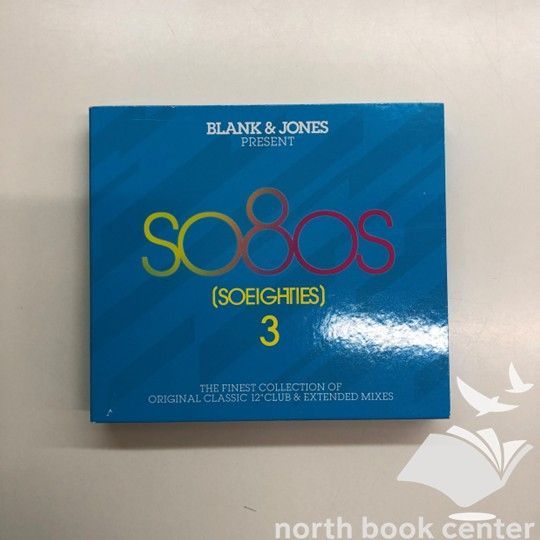 BLANK & JONES
PRESENT
SO8OS
(SOEIGHTIES)
3
THE FINEST COLLECTION OF
ORIGINAL CLASSIC 12" CLUB & EXTENDED MIXES
north book center